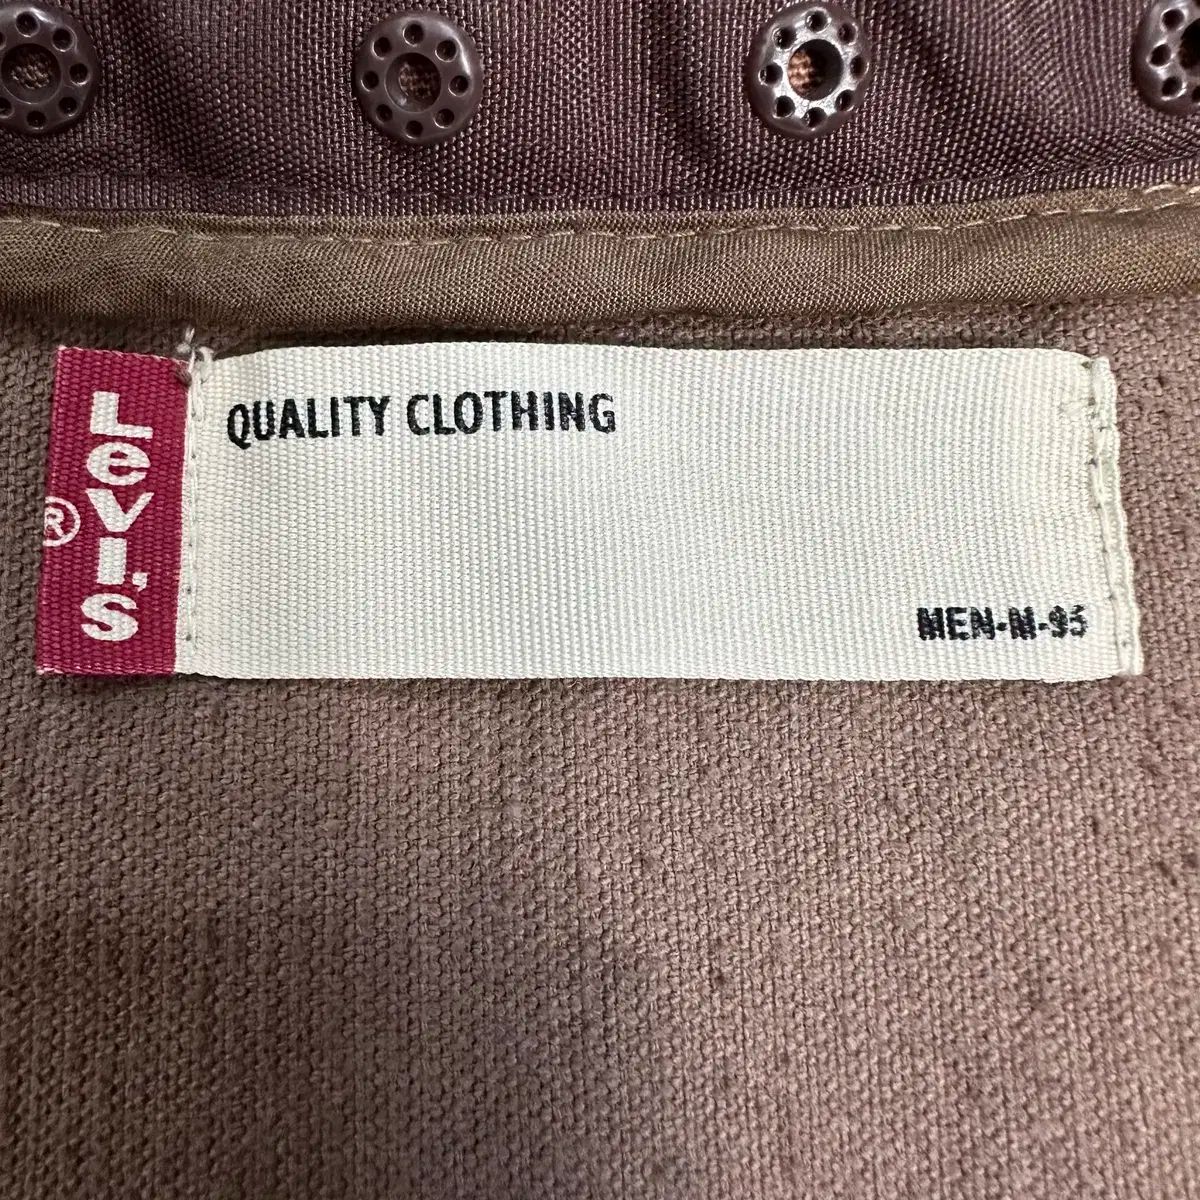 Levi's
®
QUALITY CLOTHING
MEN-M-95